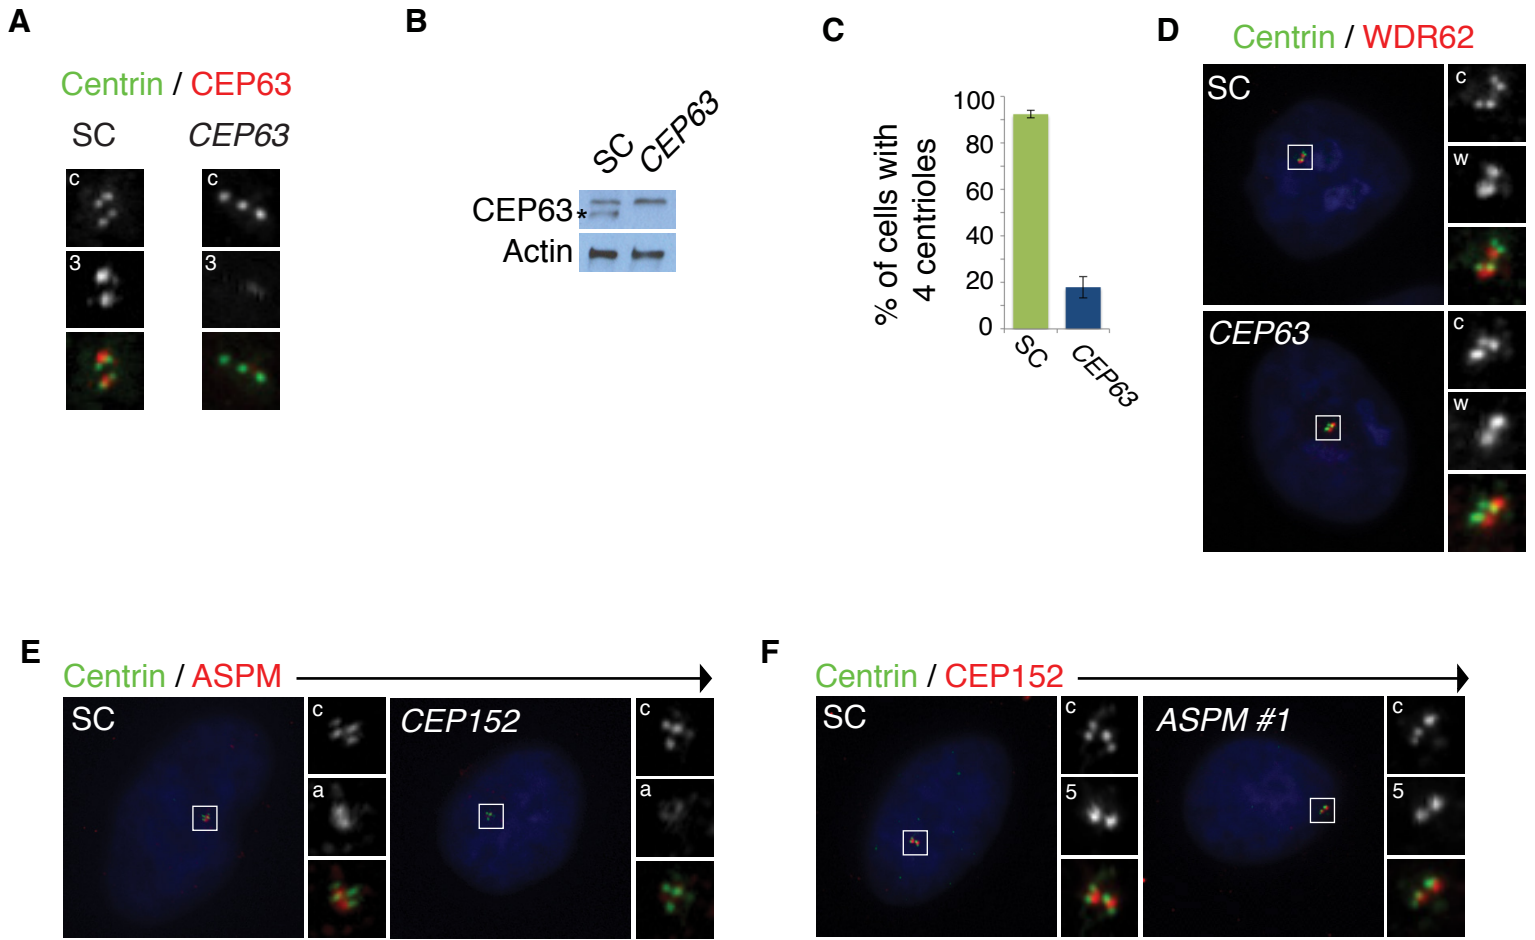 A
Centrin / CEP63
SC
CEP63
c
c
3
3
B
SC
CEP63
CEP63*
Actin
C
% of cells with
4 centrioles
100
80
60
40
20
0
SC
CEP63
D
Centrin / WDR62
SC
c
w
CEP63
c
w
E
Centrin / ASPM
SC
c
a
CEP152
c
a
F
Centrin / CEP152
SC
c
5
ASPM #1
c
5